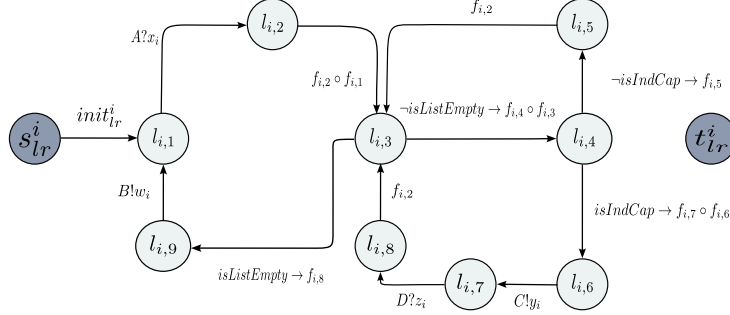 f_{i,2}
l_{i,2}
l_{i,5}
A?x_i
f_{i,2} ∘ f_{i,1}
¬isIndCap → f_{i,5}
init^i_{lr}
¬isListEmpty → f_{i,4} ∘ f_{i,3}
s^i_{lr}
l_{i,1}
l_{i,3}
l_{i,4}
t^i_{lr}
B!w_i
f_{i,2}
isIndCap → f_{i,7} ∘ f_{i,6}
l_{i,9}
l_{i,8}
isListEmpty → f_{i,8}
l_{i,7}
l_{i,6}
D?z_i
C!y_i